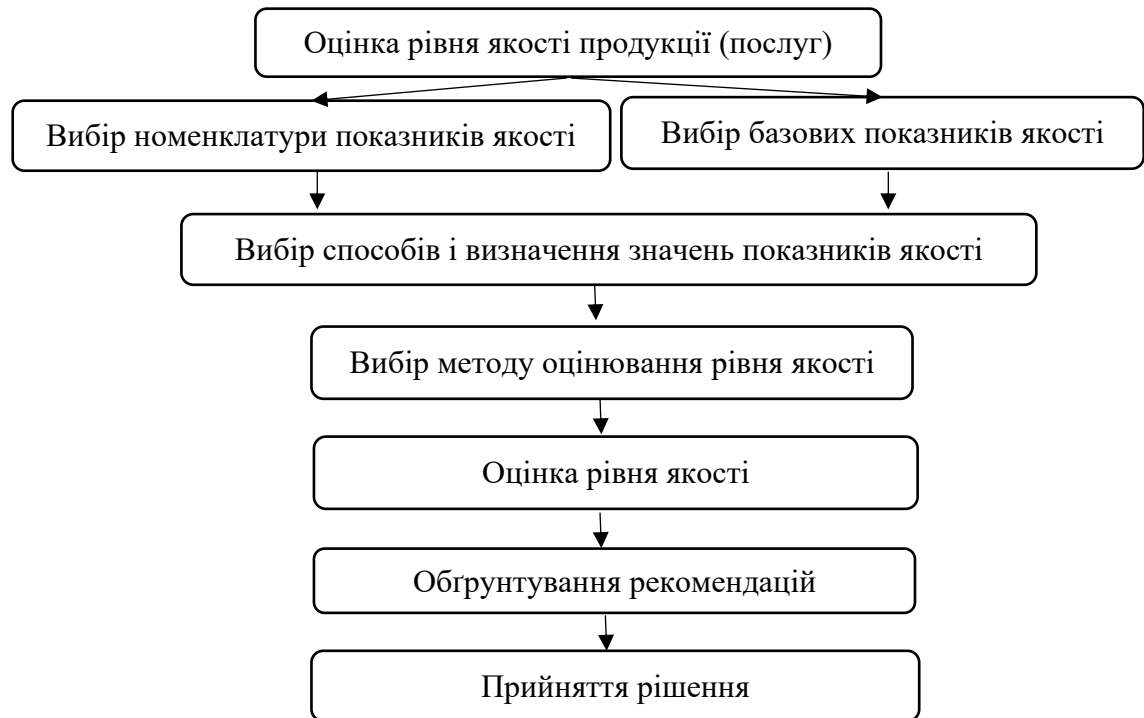 Оцінка рівня якості продукції (послуг)
Вибір номенклатури показників якості
Вибір базових показників якості
Вибір способів і визначення значень показників якості
Вибір методу оцінювання рівня якості
Оцінка рівня якості
Обґрунтування рекомендацій
Прийняття рішення